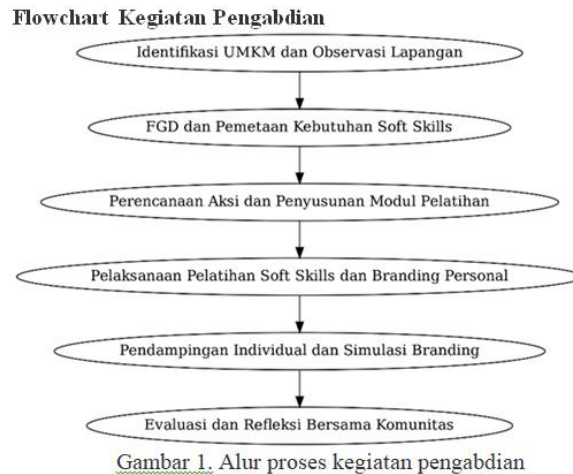 Flowchart Kegiatan Pengabdian
Identifikasi UMKM dan Observasi Lapangan
FGD dan Pemetaan Kebutuhan Soft Skills
Perencanaan Aksi dan Penyusunan Modul Pelatihan
Pelaksanaan Pelatihan Soft Skills dan Branding Personal
Pendampingan Individual dan Simulasi Branding
Evaluasi dan Refleksi Bersama Komunitas
Gambar 1. Alur proses kegiatan pengabdian